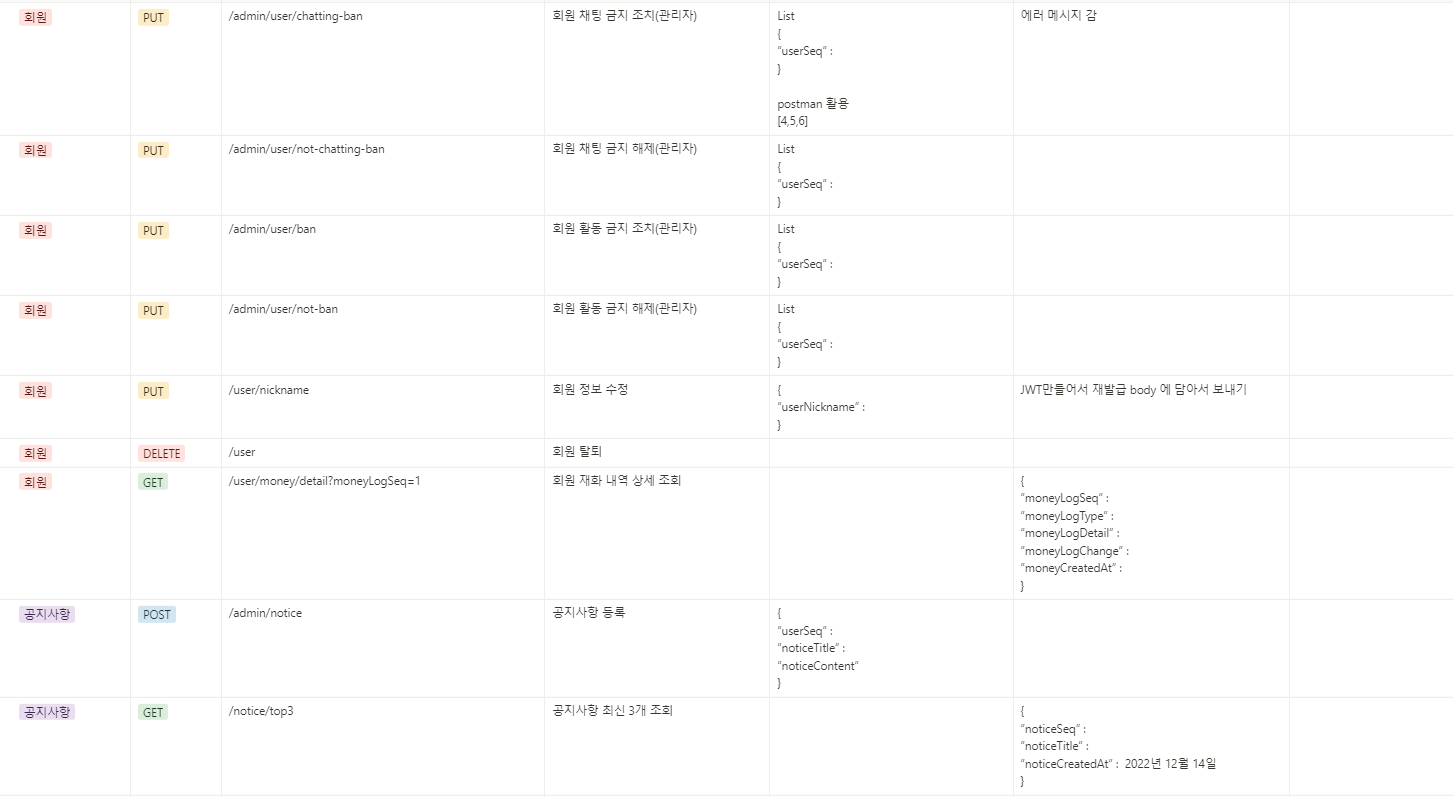 회원 PUT /admin/user/chatting-ban 회원 채팅 금지 조치(관리자) List 에러 메시지 감
{
“userSeq” :
}
postman 활용
[4,5,6]
회원 PUT /admin/user/not-chatting-ban 회원 채팅 금지 해제(관리자) List
{
“userSeq” :
}
회원 PUT /admin/user/ban 회원 활동 금지 조치(관리자) List
{
“userSeq” :
}
회원 PUT /admin/user/not-ban 회원 활동 금지 해제(관리자) List
{
“userSeq” :
}
회원 PUT /user/nickname 회원 정보 수정 { JWT만들어서 재발급 body 에 담아서 보내기
“userNickname” :
}
회원 DELETE /user 회원 탈퇴
회원 GET /user/money/detail?moneyLogSeq=1 회원 재화 내역 상세 조회 {
“moneyLogSeq” :
“moneyLogType” :
“moneyLogDetail” :
“moneyLogChange” :
“moneyCreatedAt” :
}
공지사항 POST /admin/notice 공지사항 등록 {
“userSeq” :
“noticeTitle” :
“noticeContent”
}
공지사항 GET /notice/top3 공지사항 최신 3개 조회 {
“noticeSeq” :
“noticeTitle” :
“noticeCreatedAt” : 2022년 12월 14일
}